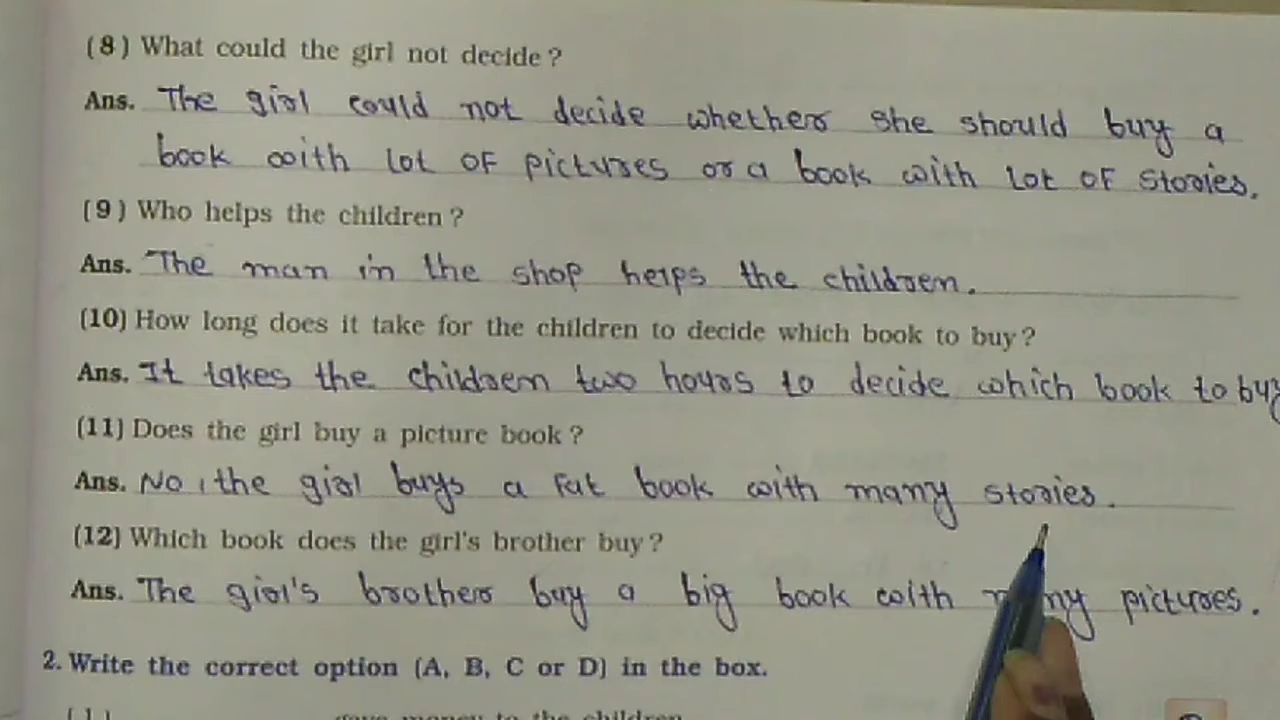 (8) What could the girl not decide?
Ans. The girl could not decide whether she should buy a
book with lot of pictures or a book with lot of stories.
(9) Who helps the children?
Ans. The man in the shop helps the children.
(10) How long does it take for the children to decide which book to buy?
Ans. It takes the children two hours to decide which book to buy
(11) Does the girl buy a picture book?
Ans. No, the girl buys a fat book with many stories.
(12) Which book does the girl's brother buy?
Ans. The girl's brother buy a big book with many pictures.
2. Write the correct option (A, B, C or D) in the box.
(1) gave money to the children